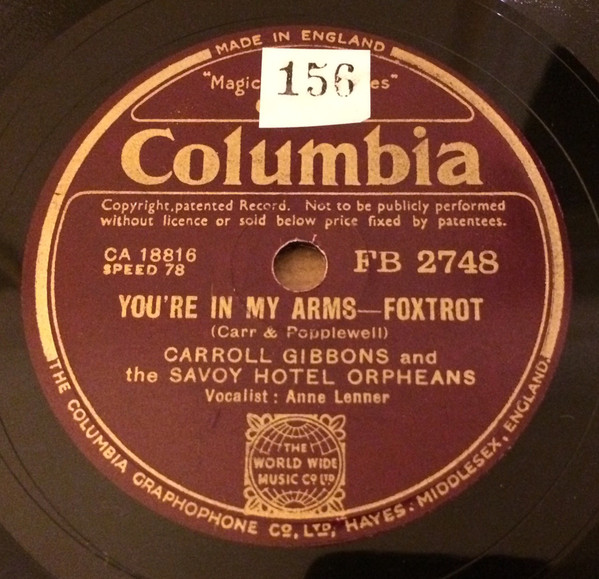 MADE IN ENGLAND
"Magic
156
Columbia
Copyright,patented Record. Not to be publicly performed
without licence or sold below price fixed by patentees.
CA 18816
SPEED 78
FB 2748
YOU'RE IN MY ARMS—FOXTROT
(Carr & Popplewell)
CARROLL GIBBONS and
the SAVOY HOTEL ORPHEANS
Vocalist : Anne Lenner
THE
WORLD WIDE
MUSIC Co LTD
THE COLUMBIA GRAPHOPHONE Co, LTD, HAYES. MIDDLESEX, ENGLAND.